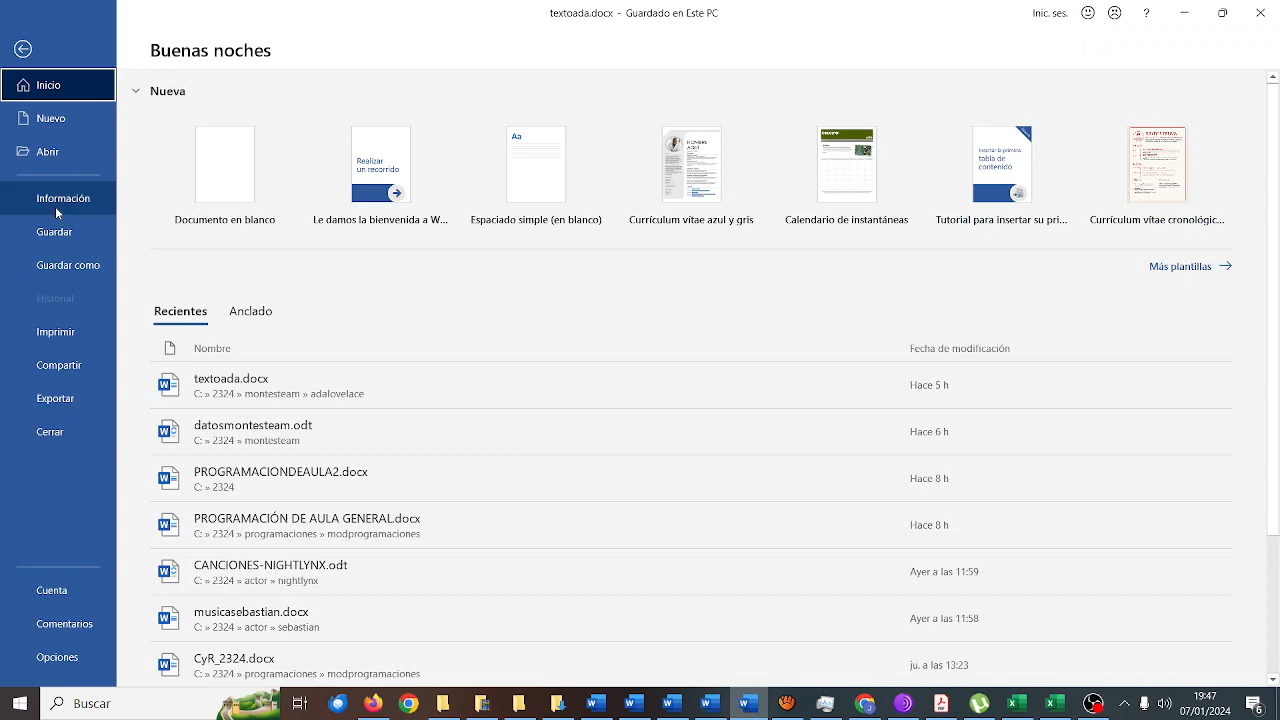 textoada.docx - Guardado en Este PC
Inic. ses.
?
Buenas noches
Inicio
Nuevo
Abrir
Información
Guardar
Guardar como
Historial
Imprimir
Compartir
Exportar
Cerrar
Cuenta
Comentarios
Opciones
Nueva
Realizar
un recorrido
Aa
enero
Insertar la primera
tabla de
contenido
Documento en blanco
Le damos la bienvenida a W...
Espaciado simple (en blanco)
Currículum vítae azul y gris
Calendario de instantáneas
Tutorial para insertar su pri...
Currículum vítae cronológic...
Más plantillas
Recientes
Anclado
Nombre
Fecha de modificación
textoada.docx
C: » 2324 » montesteam » adalovelace
Hace 5 h
datosmontesteam.odt
C: » 2324 » montesteam
Hace 6 h
PROGRAMACIONDEAULA2.docx
C: » 2324
Hace 8 h
PROGRAMACIÓN DE AULA GENERAL.docx
C: » 2324 » programaciones » modprogramaciones
Hace 8 h
CANCIONES-NIGHTLYNX.odt
C: » 2324 » actor » nightlynx
Ayer a las 11:59
musicasebastian.docx
C: » 2324 » actor » sebastian
Ayer a las 11:58
CyR_2324.docx
C: » 2324 » programaciones » modprogramaciones
ju. a las 13:23
Buscar
19:47
07/01/2024